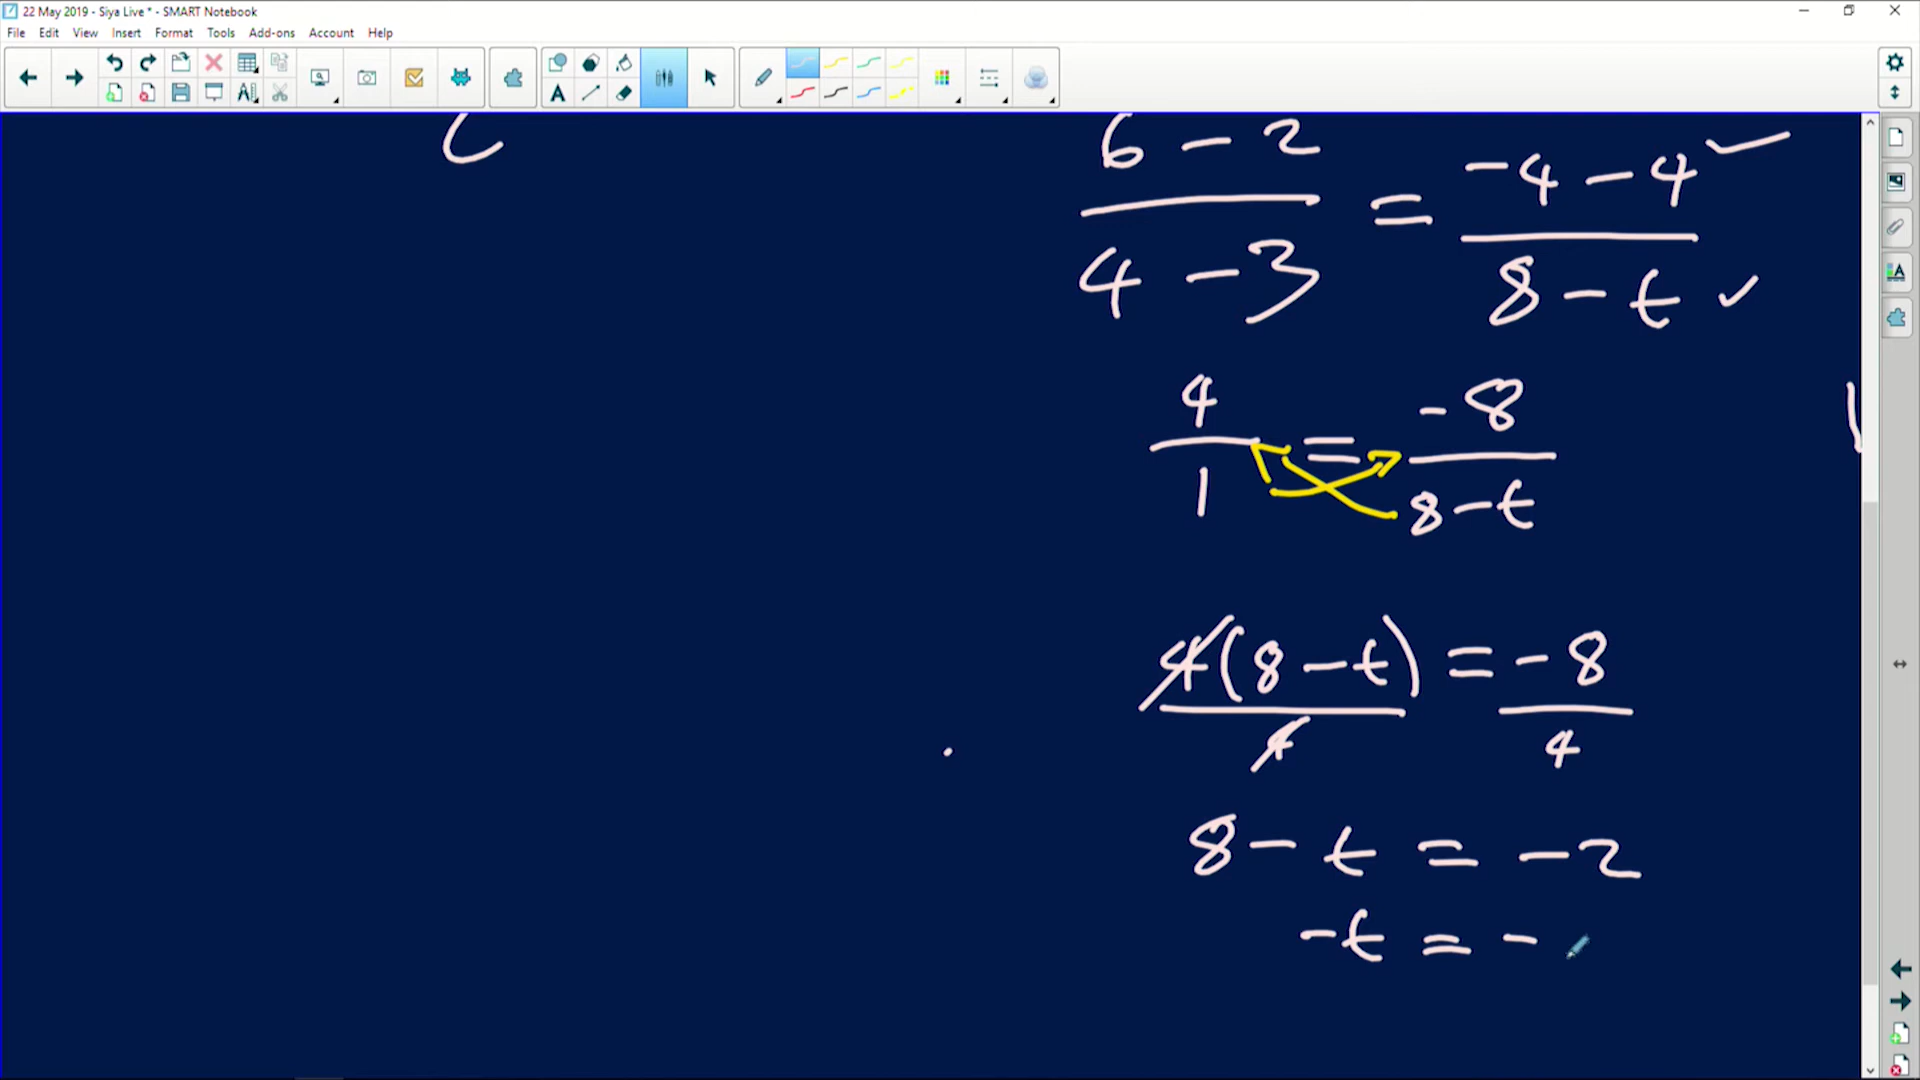 22 May 2019 - Siya Live * - SMART Notebook
File Edit View Insert Format Tools Add-ons Account Help
6 - 2 / 4 - 3 = -4 - 4 / 8 - t
4 / 1 = -8 / 8 - t
4(8 - t) / 4 = -8 / 4
8 - t = -2
-t = -